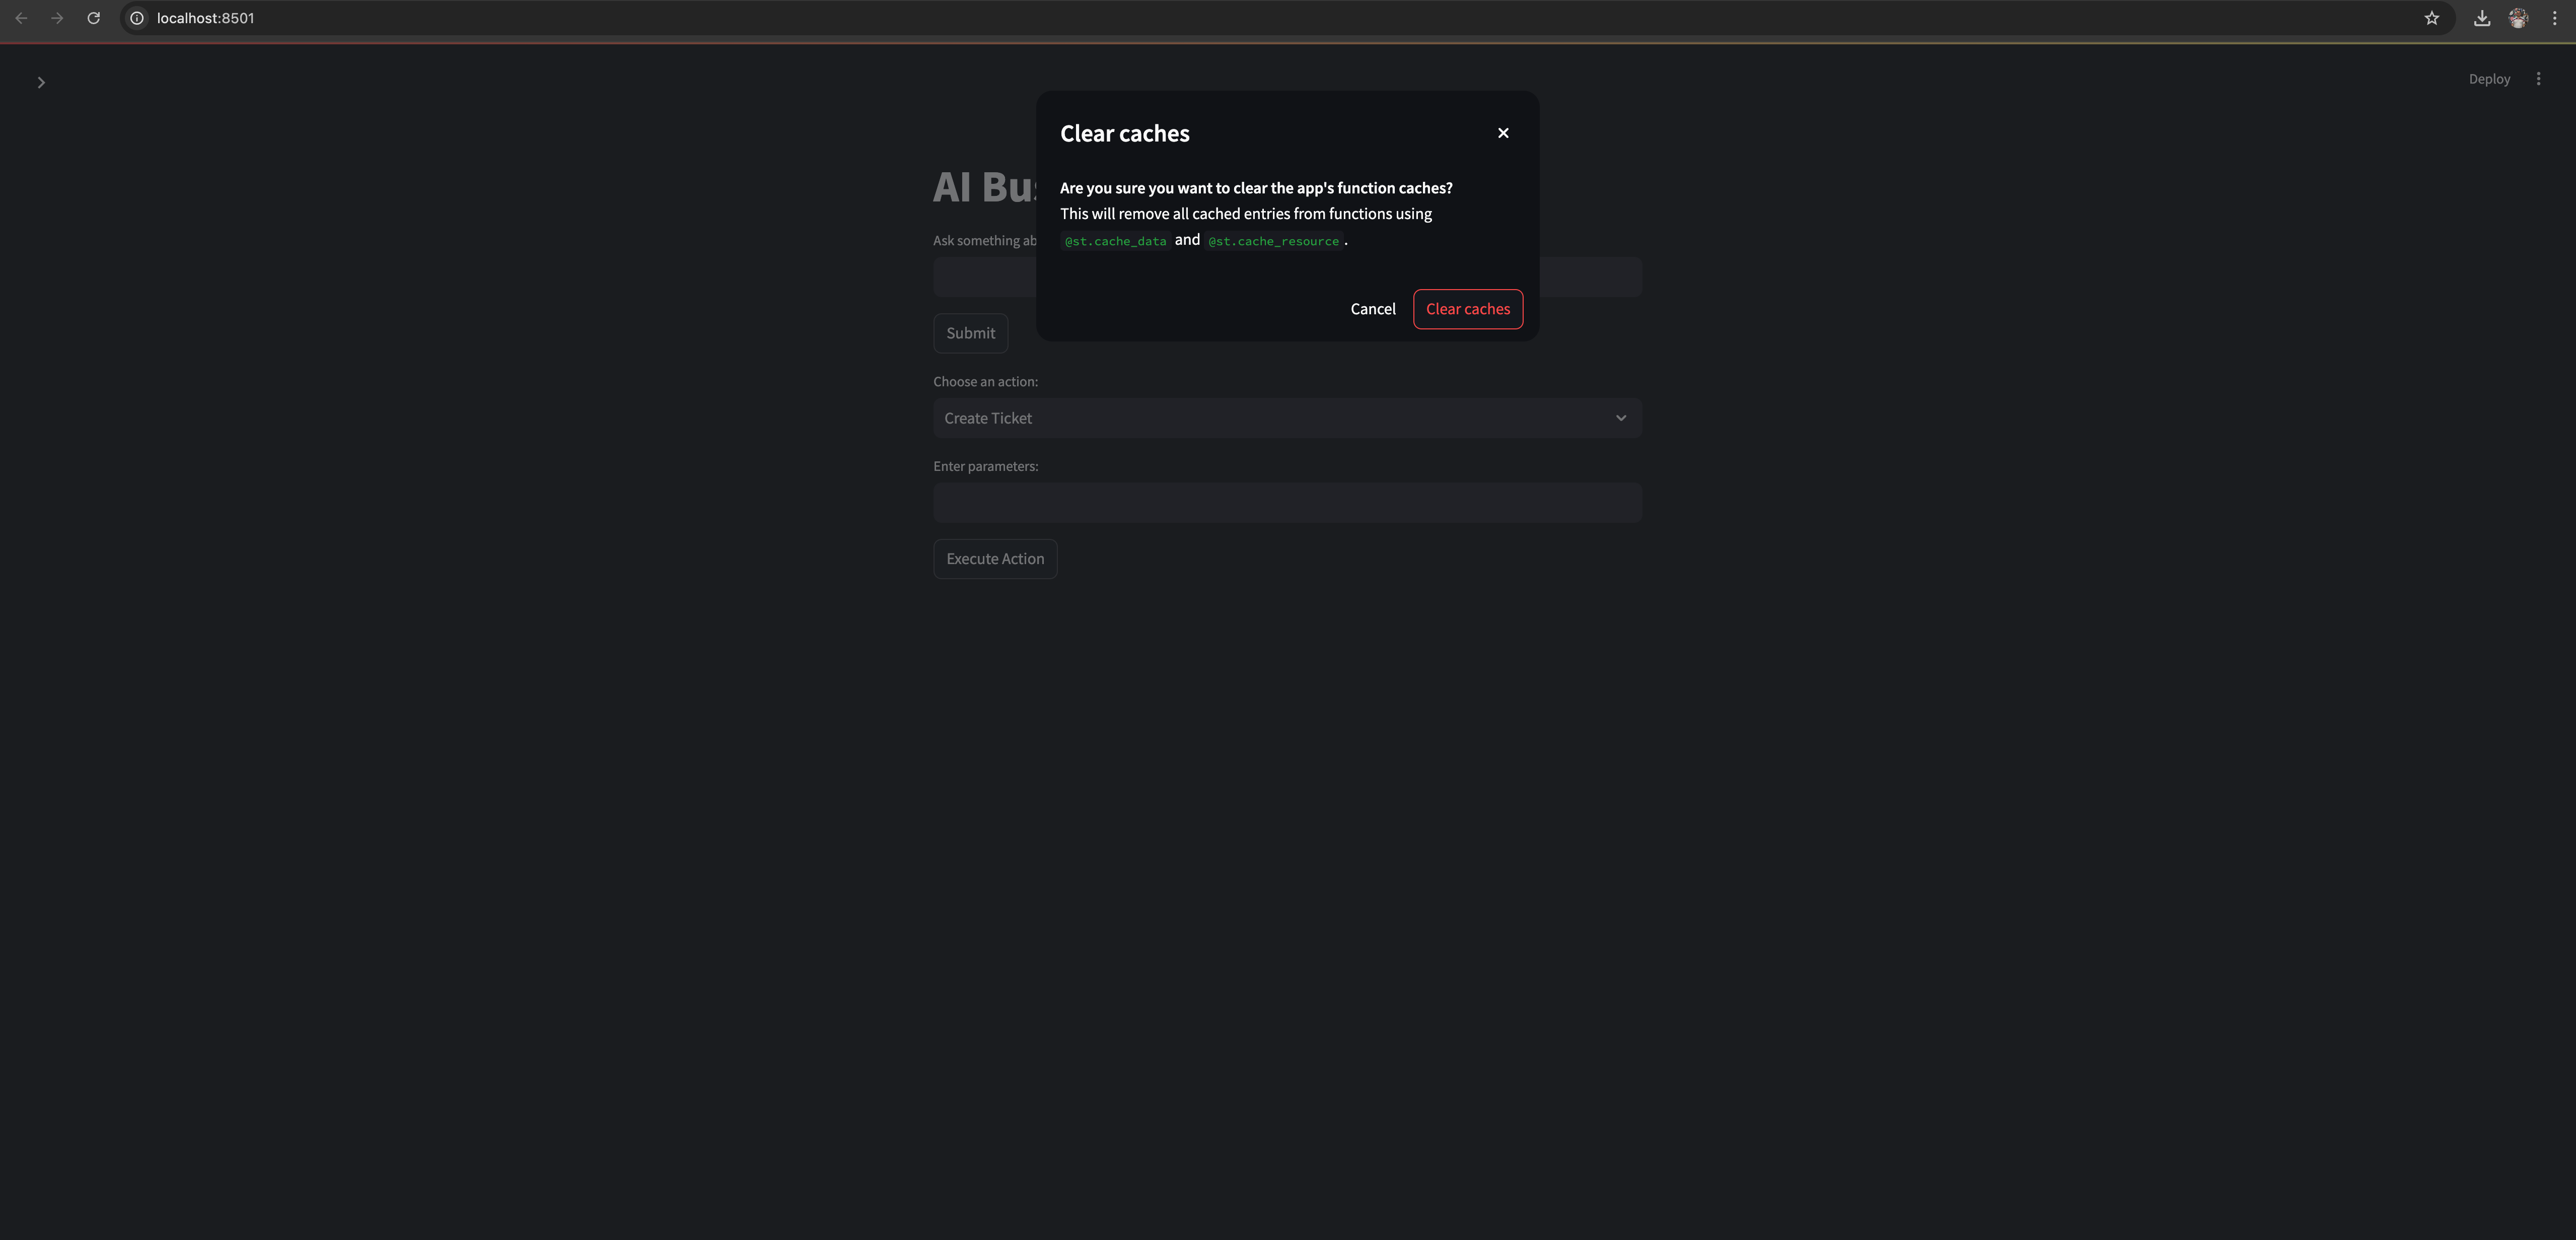 localhost:8501
Deploy
Clear caches
Are you sure you want to clear the app's function caches?
This will remove all cached entries from functions using
@st.cache_data and @st.cache_resource .
Cancel
Clear caches
AI
Ask something
Submit
Choose an action:
Create Ticket
Enter parameters:
Execute Action